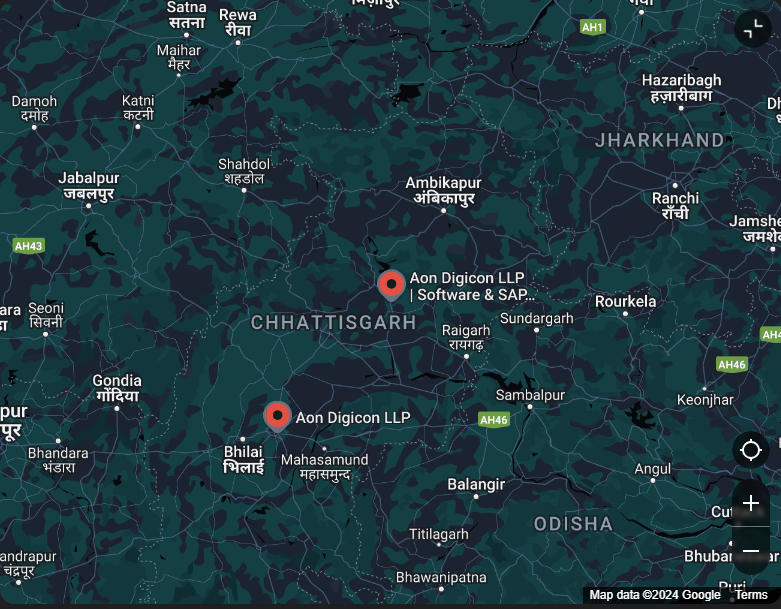 Satna
सतना
Rewa
रीवा
AH1
Maihar
मैहर
Hazaribagh
हज़ारीबाग
Damoh
दमोह
Katni
कटनी
JHARKHAND
Shahdol
शहडोल
Jabalpur
जबलपुर
Ambikapur
अंबिकापुर
Ranchi
राँची
AH43
Aon Digicon LLP
| Software & SAP...
Seoni
सिवनी
CHHATTISGARH
Sundargarh
Rourkela
Raigarh
रायगढ़
AH46
Gondia
गोंदिया
Sambalpur
Keonjhar
Aon Digicon LLP
AH46
Bhilai
भिलाई
Mahasamund
महासमुन्द
Bhandara
भंडारा
Angul
Balangir
ODISHA
Titilagarh
Bhawanipatna
चंद्रपूर
Map data ©2024 Google Terms